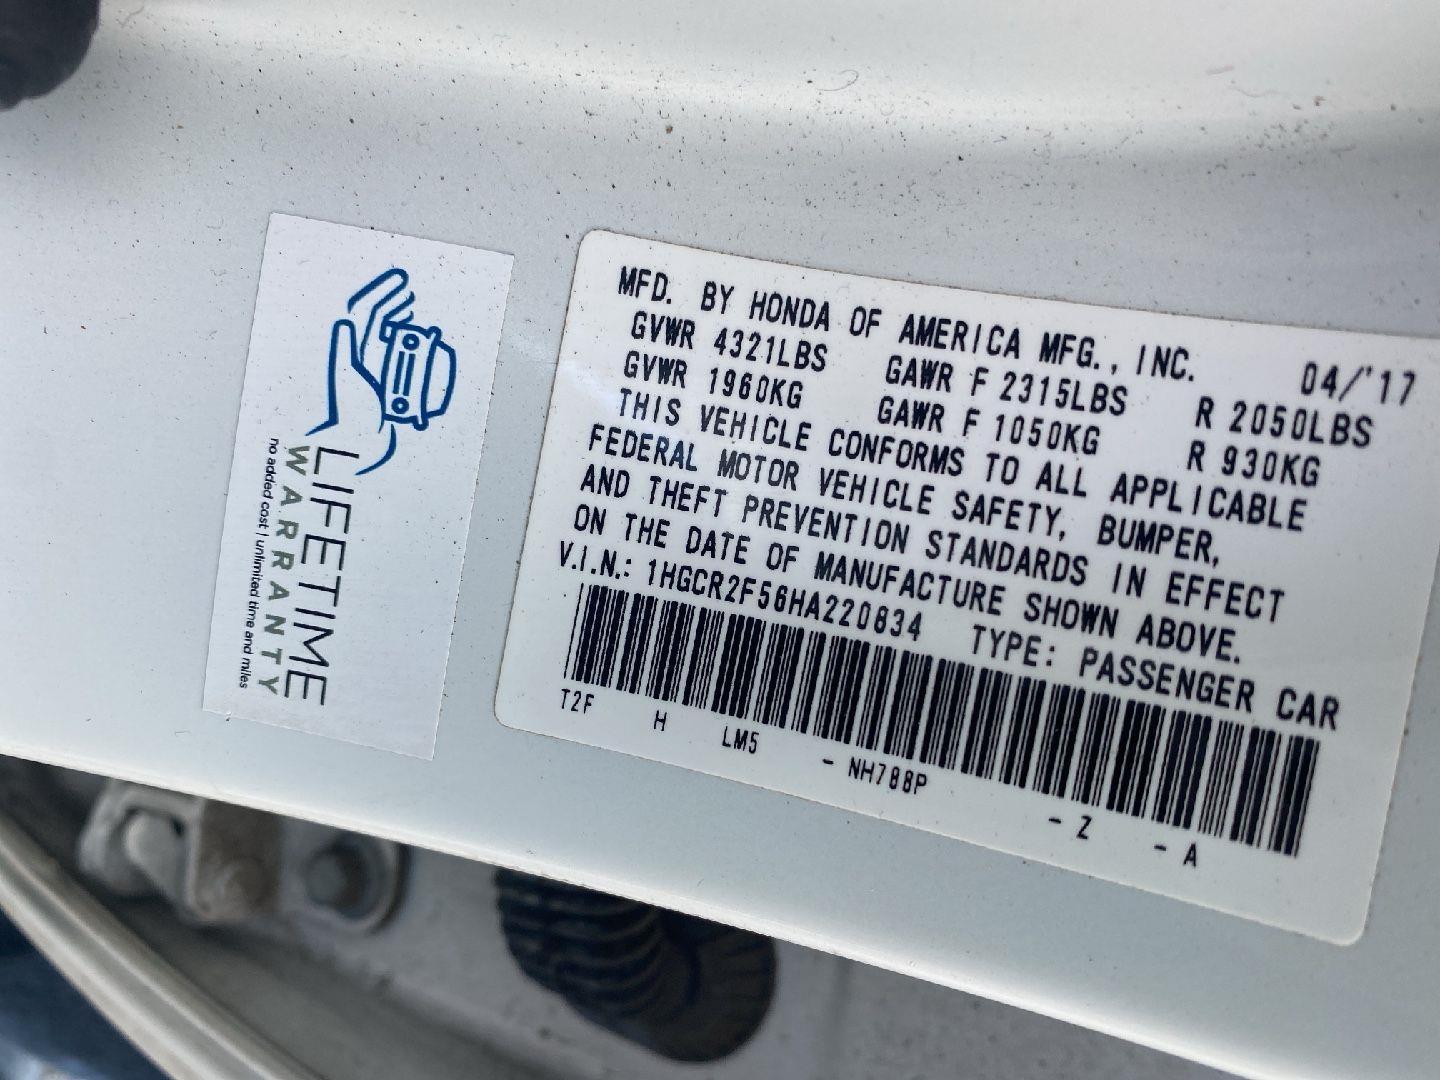 LIFETIME
WARRANTY
no added cost | unlimited time and miles
MFD. BY HONDA OF AMERICA MFG., INC. 04/'17
GVWR 4321LBS GAWR F 2315LBS R 2050LBS
GVWR 1960KG GAWR F 1050KG R 930KG
THIS VEHICLE CONFORMS TO ALL APPLICABLE
FEDERAL MOTOR VEHICLE SAFETY, BUMPER,
AND THEFT PREVENTION STANDARDS IN EFFECT
ON THE DATE OF MANUFACTURE SHOWN ABOVE.
V.I.N.: 1HGCR2F56HA220834 TYPE: PASSENGER CAR
T2F H LM5 - NH788P - Z - A